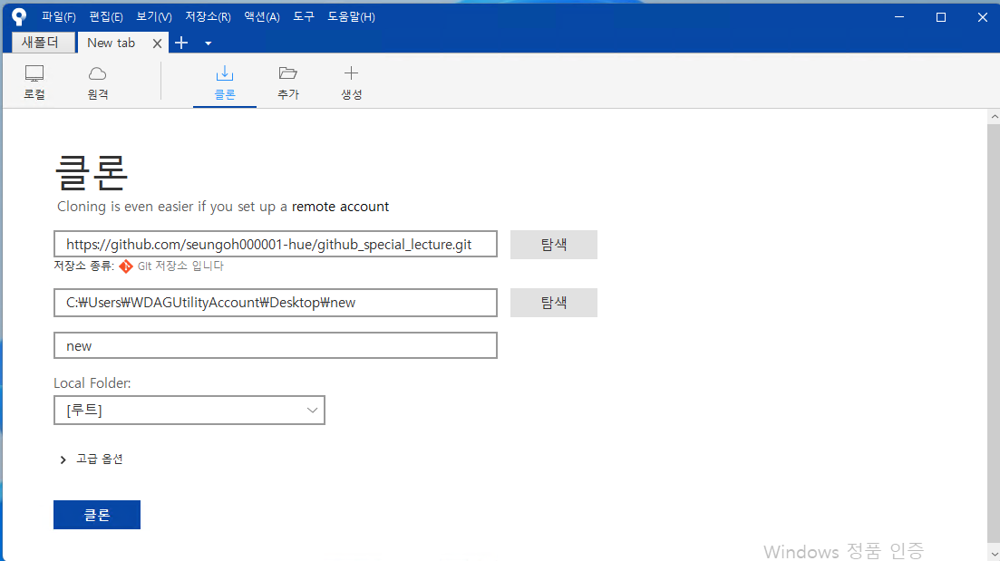 파일(F) 편집(E) 보기(V) 저장소(R) 액션(A) 도구 도움말(H)
새폴더 New tab
로컬 원격 클론 추가 생성
클론
Cloning is even easier if you set up a remote account
https://github.com/seungoh000001-hue/github_special_lecture.git 탐색
저장소 종류: Git 저장소 입니다
C:₩Users₩WDAGUtilityAccount₩Desktop₩new 탐색
new
Local Folder:
[루트]
고급 옵션
클론
Windows 정품 인증